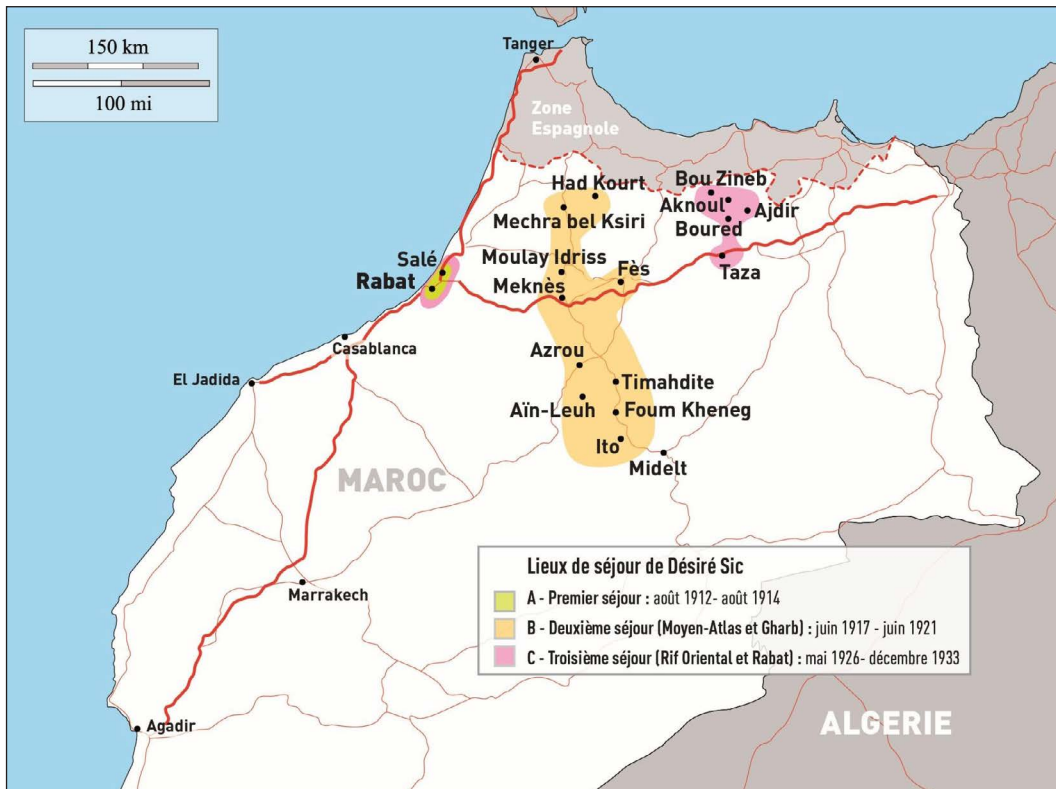 150 km
100 mi
Tanger
Zone
Espagnole
Had Kourt
Bou Zineb
Mechra bel Ksiri
Aknoul
Ajdir
Boured
Salé
Moulay Idriss
Fès
Taza
Rabat
Meknès
Casablanca
Azrou
El Jadida
Timahdite
Aïn-Leuh
Foum Kheneg
Ito
Midelt
MAROC
Marrakech
Agadir
Lieux de séjour de Désiré Sic
A - Premier séjour : août 1912- août 1914
B - Deuxième séjour (Moyen-Atlas et Gharb) : juin 1917 - juin 1921
C - Troisième séjour (Rif Oriental et Rabat) : mai 1926- décembre 1933
ALGERIE